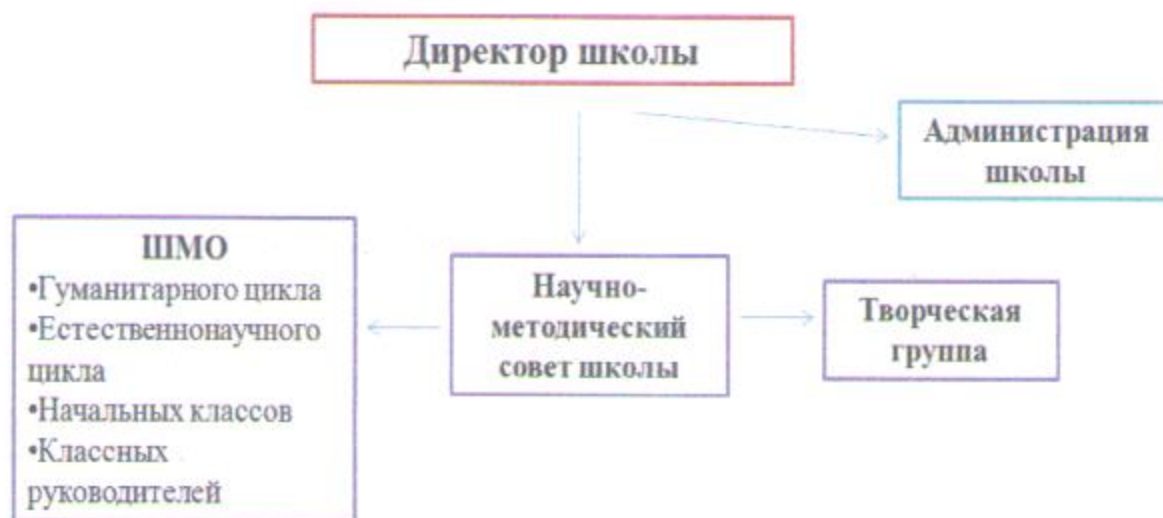 Директор школы
Администрация
школы
ШМО
•Гуманитарного цикла
•Естественнонаучного
цикла
•Начальных классов
•Классных
руководителей
Научно-
методический
совет школы
Творческая
группа